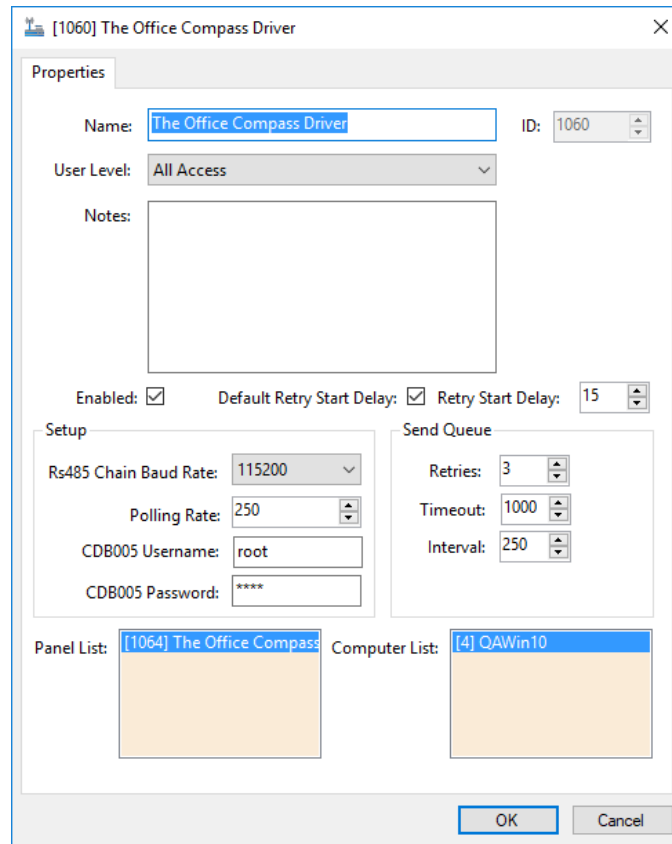 [1060] The Office Compass Driver
Properties
Name: The Office Compass Driver ID: 1060
User Level: All Access
Notes:
Enabled: Default Retry Start Delay: Retry Start Delay: 15
Setup
Rs485 Chain Baud Rate: 115200
Polling Rate: 250
CDB005 Username: root
CDB005 Password: ****
Send Queue
Retries: 3
Timeout: 1000
Interval: 250
Panel List: [1064] The Office Compass
Computer List: [4] QAWin10
OK Cancel